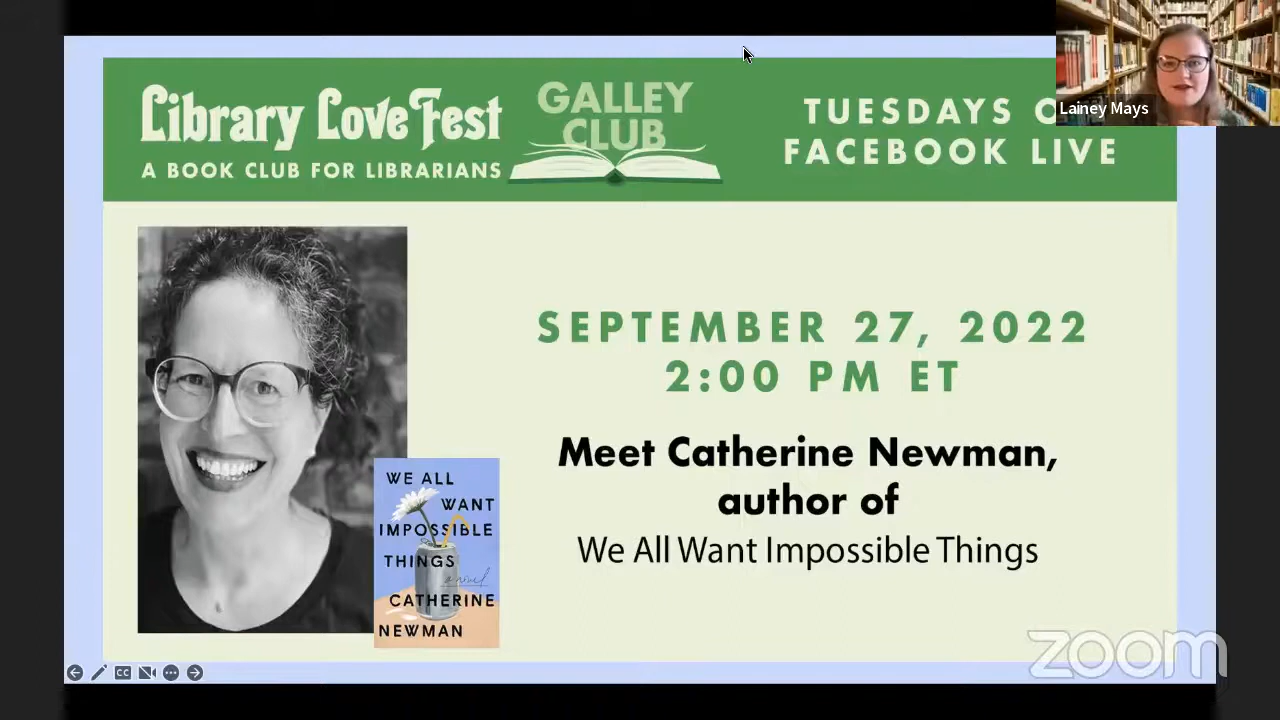 Library LoveFest
A BOOK CLUB FOR LIBRARIANS
GALLEY
CLUB
TUESDAYS O
FACEBOOK LIVE
Lainey Mays
SEPTEMBER 27, 2022
2:00 PM ET
Meet Catherine Newman,
author of
We All Want Impossible Things
WE ALL
WANT
IMPOSSIBLE
THINGS
a novel
CATHERINE
NEWMAN
CC
zoom